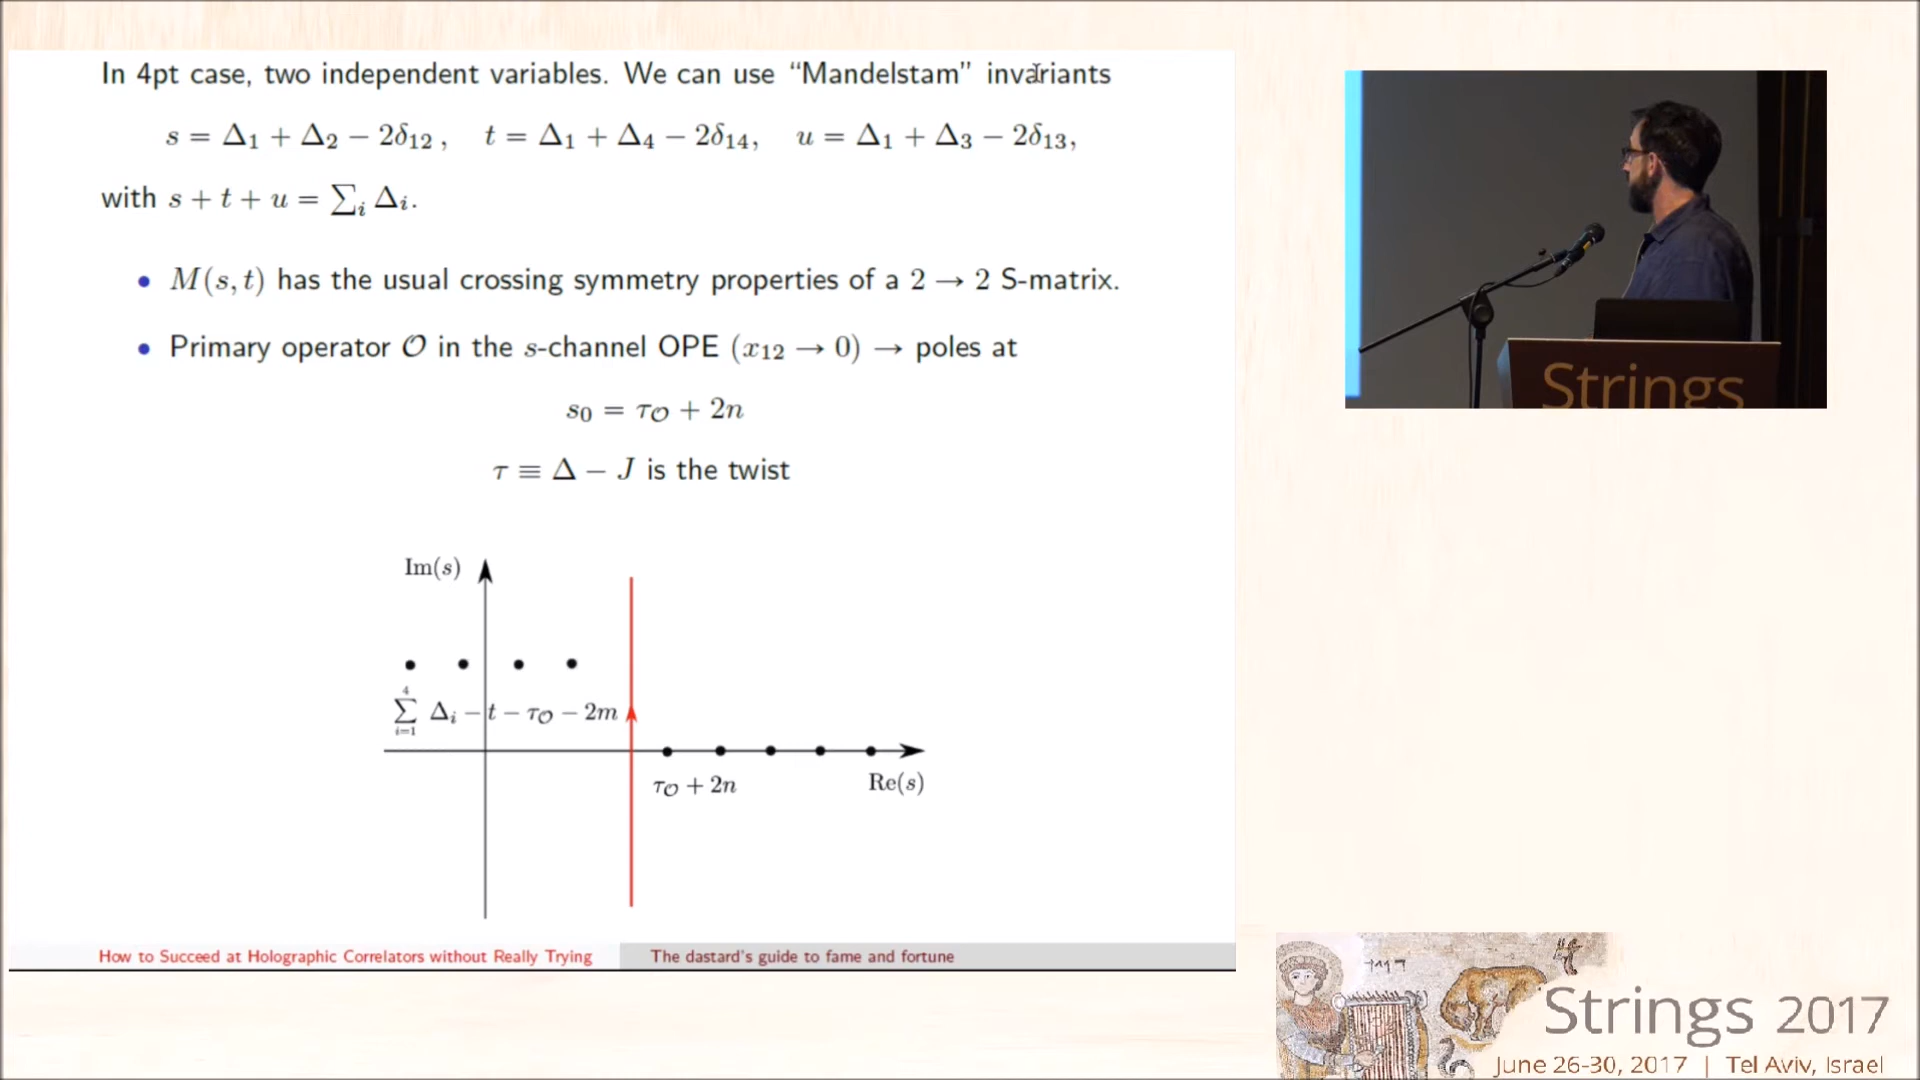 In 4pt case, two independent variables. We can use “Mandelstam” invariants
s = Δ₁ + Δ₂ − 2δ₁₂ , t = Δ₁ + Δ₄ − 2δ₁₄, u = Δ₁ + Δ₃ − 2δ₁₃,
with s + t + u = ∑ᵢ Δᵢ.
• M(s, t) has the usual crossing symmetry properties of a 2 → 2 S-matrix.
• Primary operator 𝒪 in the s-channel OPE (x₁₂ → 0) → poles at
s₀ = τ_𝒪 + 2n
τ ≡ Δ − J is the twist
Im(s)
∑_{i=1}^{4} Δᵢ − t − τ_𝒪 − 2m
τ_𝒪 + 2n
Re(s)
How to Succeed at Holographic Correlators without Really Trying
The dastard's guide to fame and fortune
Strings
Strings 2017
June 26-30, 2017 | Tel Aviv, Israel